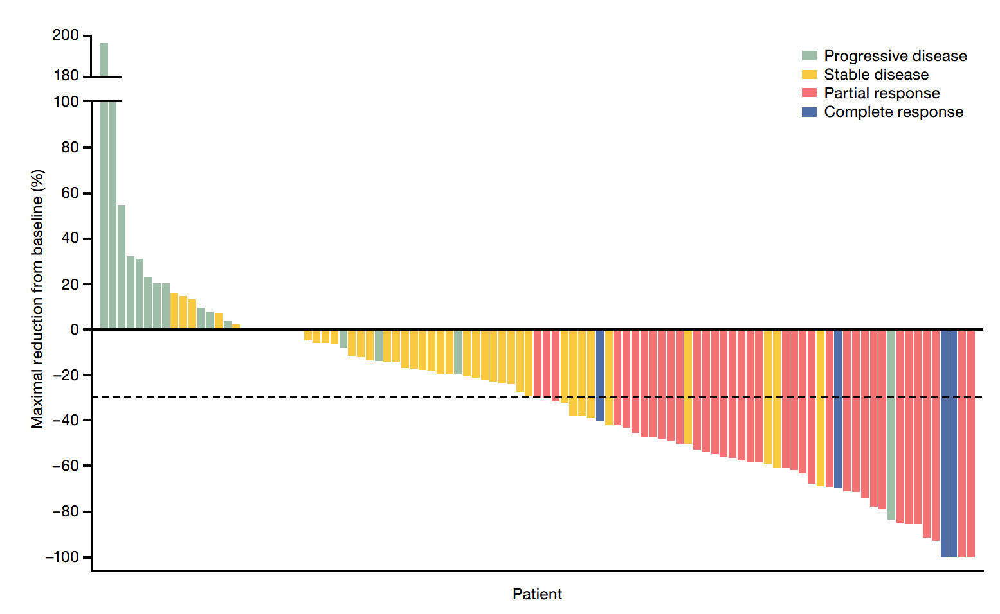 200
180
100
80
60
40
20
0
−20
−40
−60
−80
−100
Maximal reduction from baseline (%)
Progressive disease
Stable disease
Partial response
Complete response
Patient